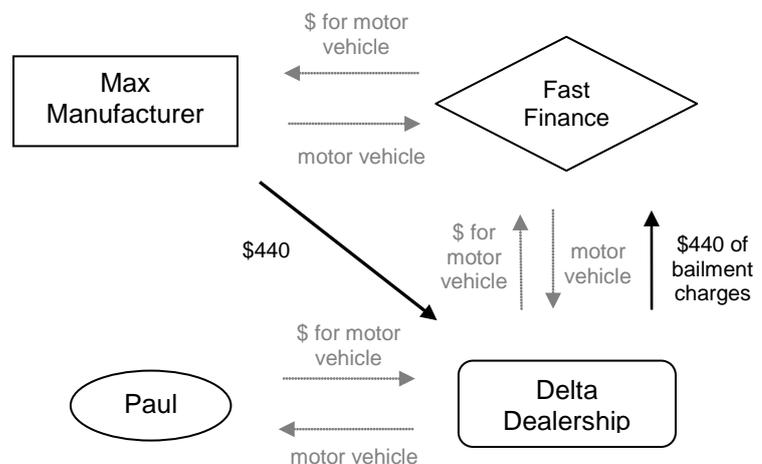 $ for motor
vehicle
Max
Manufacturer
Fast
Finance
motor vehicle
$440
$ for
motor
vehicle
motor
vehicle
$440 of
bailment
charges
$ for motor
vehicle
Paul
Delta
Dealership
motor vehicle